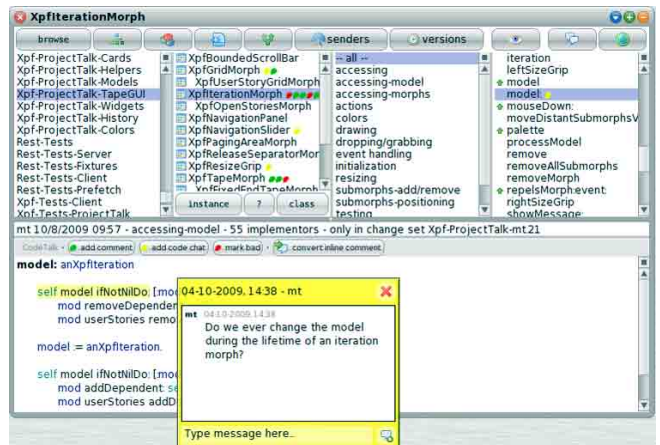 XpfIterationMorph
browse
senders
versions
Xpf-ProjectTalk-Cards
Xpf-ProjectTalk-Helpers
Xpf-ProjectTalk-Models
Xpf-ProjectTalk-TapeGUI
Xpf-ProjectTalk-Widgets
Xpf-ProjectTalk-History
Xpf-ProjectTalk-Colors
Rest-Tests
Rest-Tests-Server
Rest-Tests-Fixtures
Rest-Tests-Client
Rest-Tests-Prefetch
Xpf-Tests-Client
Xpf-Tests-ProjectTalk
XpfBoundedScrollBar
XpfGridMorph
XpfUserStoryGridMorph
XpfIterationMorph
XpfOpenStoriesMorph
XpfNavigationPanel
XpfNavigationSlider
XpfPagingAreaMorph
XpfReleaseSeparatorMor
XpfResizeGrip
XpfTapeMorph
XpfFixedEndTapeMorph
instance
?
class
-- all --
accessing
accessing-model
accessing-morphs
actions
colors
drawing
dropping/grabbing
event handling
initialization
resizing
submorphs-add/remove
submorphs-positioning
testing
iteration
leftSizeGrip
model
model:
mouseDown:
moveDistantSubmorphsV
palette
processModel
remove
removeAllSubmorphs
removeMorph
repelsMorph:event:
rightSizeGrip
showMessage:
mt 10/8/2009 09:57 - accessing-model - 55 implementors - only in change set Xpf-ProjectTalk-mt.21
CodeTalk - add comment add code chat mark bad - convert inline comment
model: anXpfIteration
self model ifNotNilDo: [:mo
mod removeDepender
mod userStories remo
model := anXpfIteration.
self model ifNotNilDo: [:mo
mod addDependent: se
mod userStories addD
04-10-2009, 14:38 - mt
mt 04-10-2009, 14:38
Do we ever change the model
during the lifetime of an iteration
morph?
Type message here...